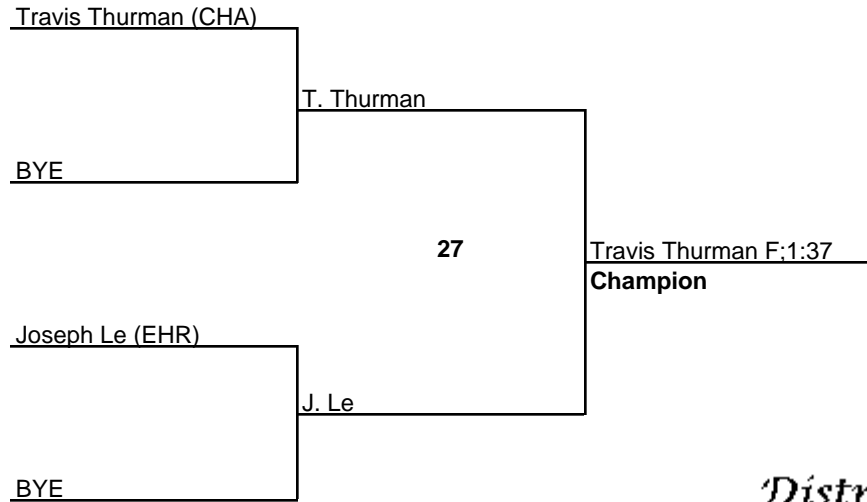 Travis Thurman (CHA)
T. Thurman
BYE
27
Travis Thurman F;1:37
Champion
Joseph Le (EHR)
J. Le
BYE